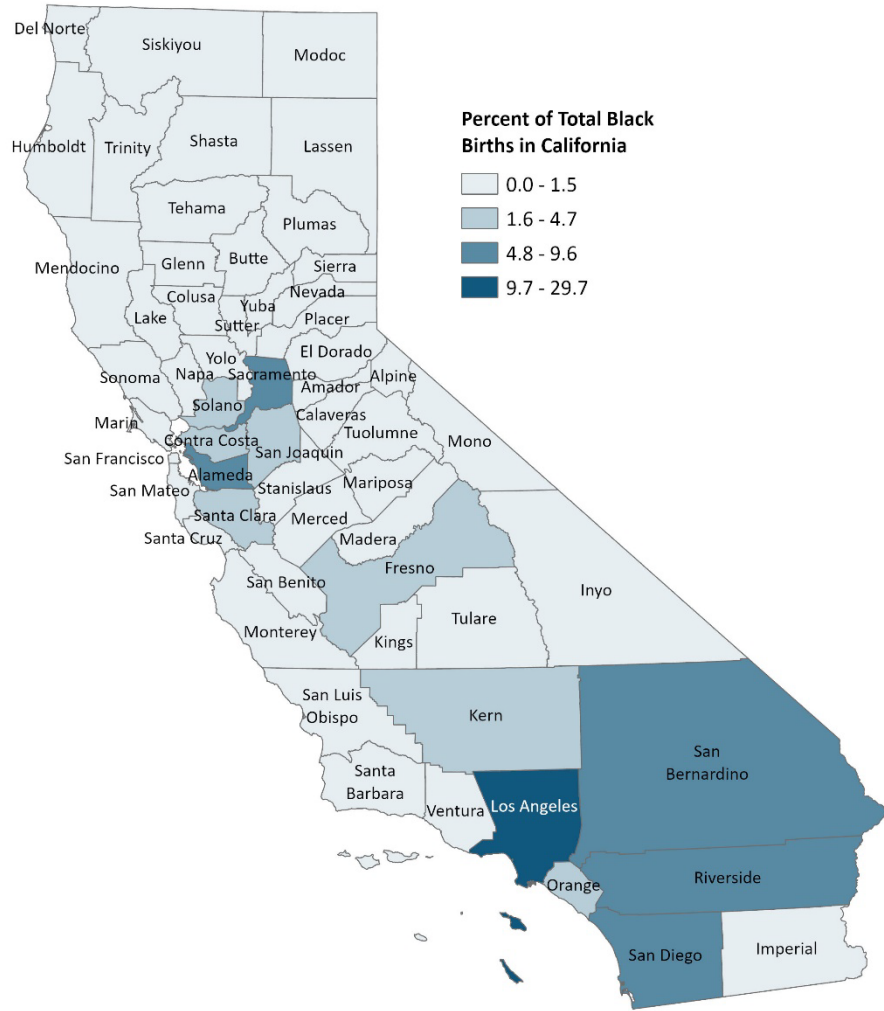 Del Norte
Siskiyou
Modoc
Percent of Total Black
Births in California
0.0 - 1.5
1.6 - 4.7
4.8 - 9.6
9.7 - 29.7
Humboldt
Trinity
Shasta
Lassen
Tehama
Plumas
Mendocino
Glenn
Butte
Sierra
Colusa
Nevada
Lake
Yuba
Placer
Sutter
El Dorado
Yolo
Sonoma
Napa
Sacramento
Alpine
Amador
Solano
Calaveras
Marin
Tuolumne
Contra Costa
Mono
San Joaquin
San Francisco
Alameda
Mariposa
San Mateo
Stanislaus
Santa Clara
Merced
Santa Cruz
Madera
Fresno
San Benito
Inyo
Monterey
Kings
Tulare
San Luis
Obispo
Kern
San
Bernardino
Santa
Barbara
Ventura
Los Angeles
Orange
Riverside
San Diego
Imperial